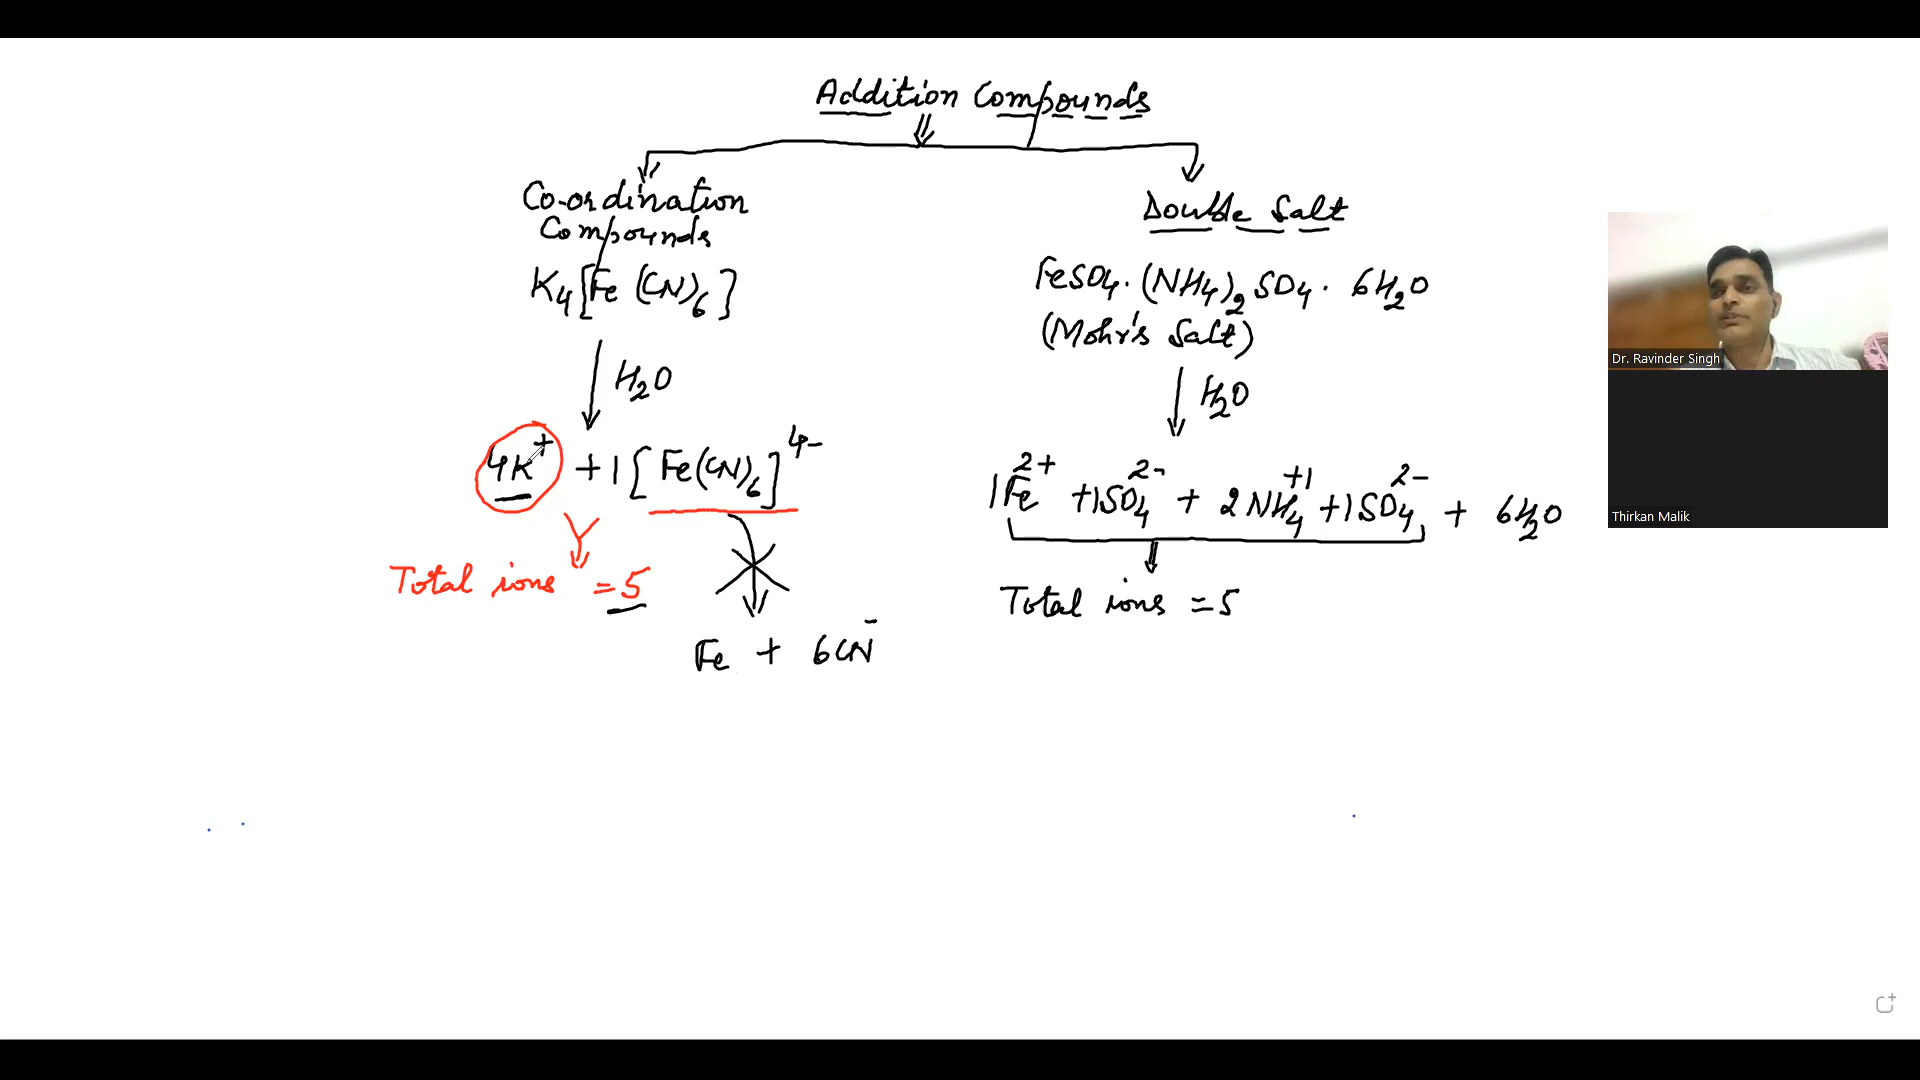 Addition Compounds
Co-ordination
Compounds
Double Salt
K₄[Fe(CN)₆]
FeSO₄·(NH₄)₂SO₄·6H₂O
(Mohr's Salt)
H₂O
H₂O
4K⁺ + 1[Fe(CN)₆]⁴⁻
1Fe²⁺ + 1SO₄²⁻ + 2NH₄⁺¹ + 1SO₄²⁻ + 6H₂O
Total ions = 5
Total ions = 5
Fe + 6CN⁻
Dr. Ravinder Singh
Thirkan Malik